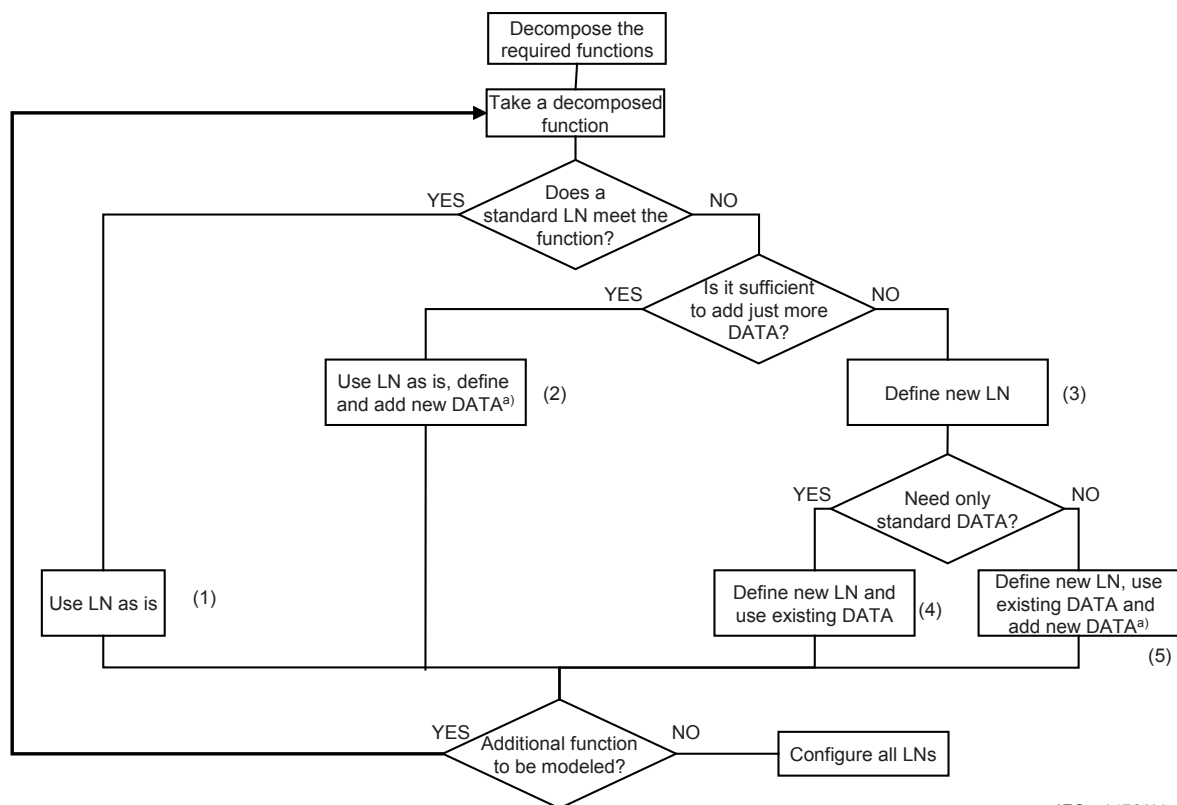 Decompose the
required functions
Take a decomposed
function
YES
Does a
standard LN meet the
function?
NO
YES
Is it sufficient
to add just more
DATA?
NO
Use LN as is, define
and add new DATAa)
(2)
Define new LN
(3)
YES
Need only
standard DATA?
NO
Use LN as is
(1)
Define new LN and
use existing DATA
(4)
Define new LN, use
existing DATA and
add new DATAa)
(5)
YES
Additional function
to be modeled?
NO
Configure all LNs